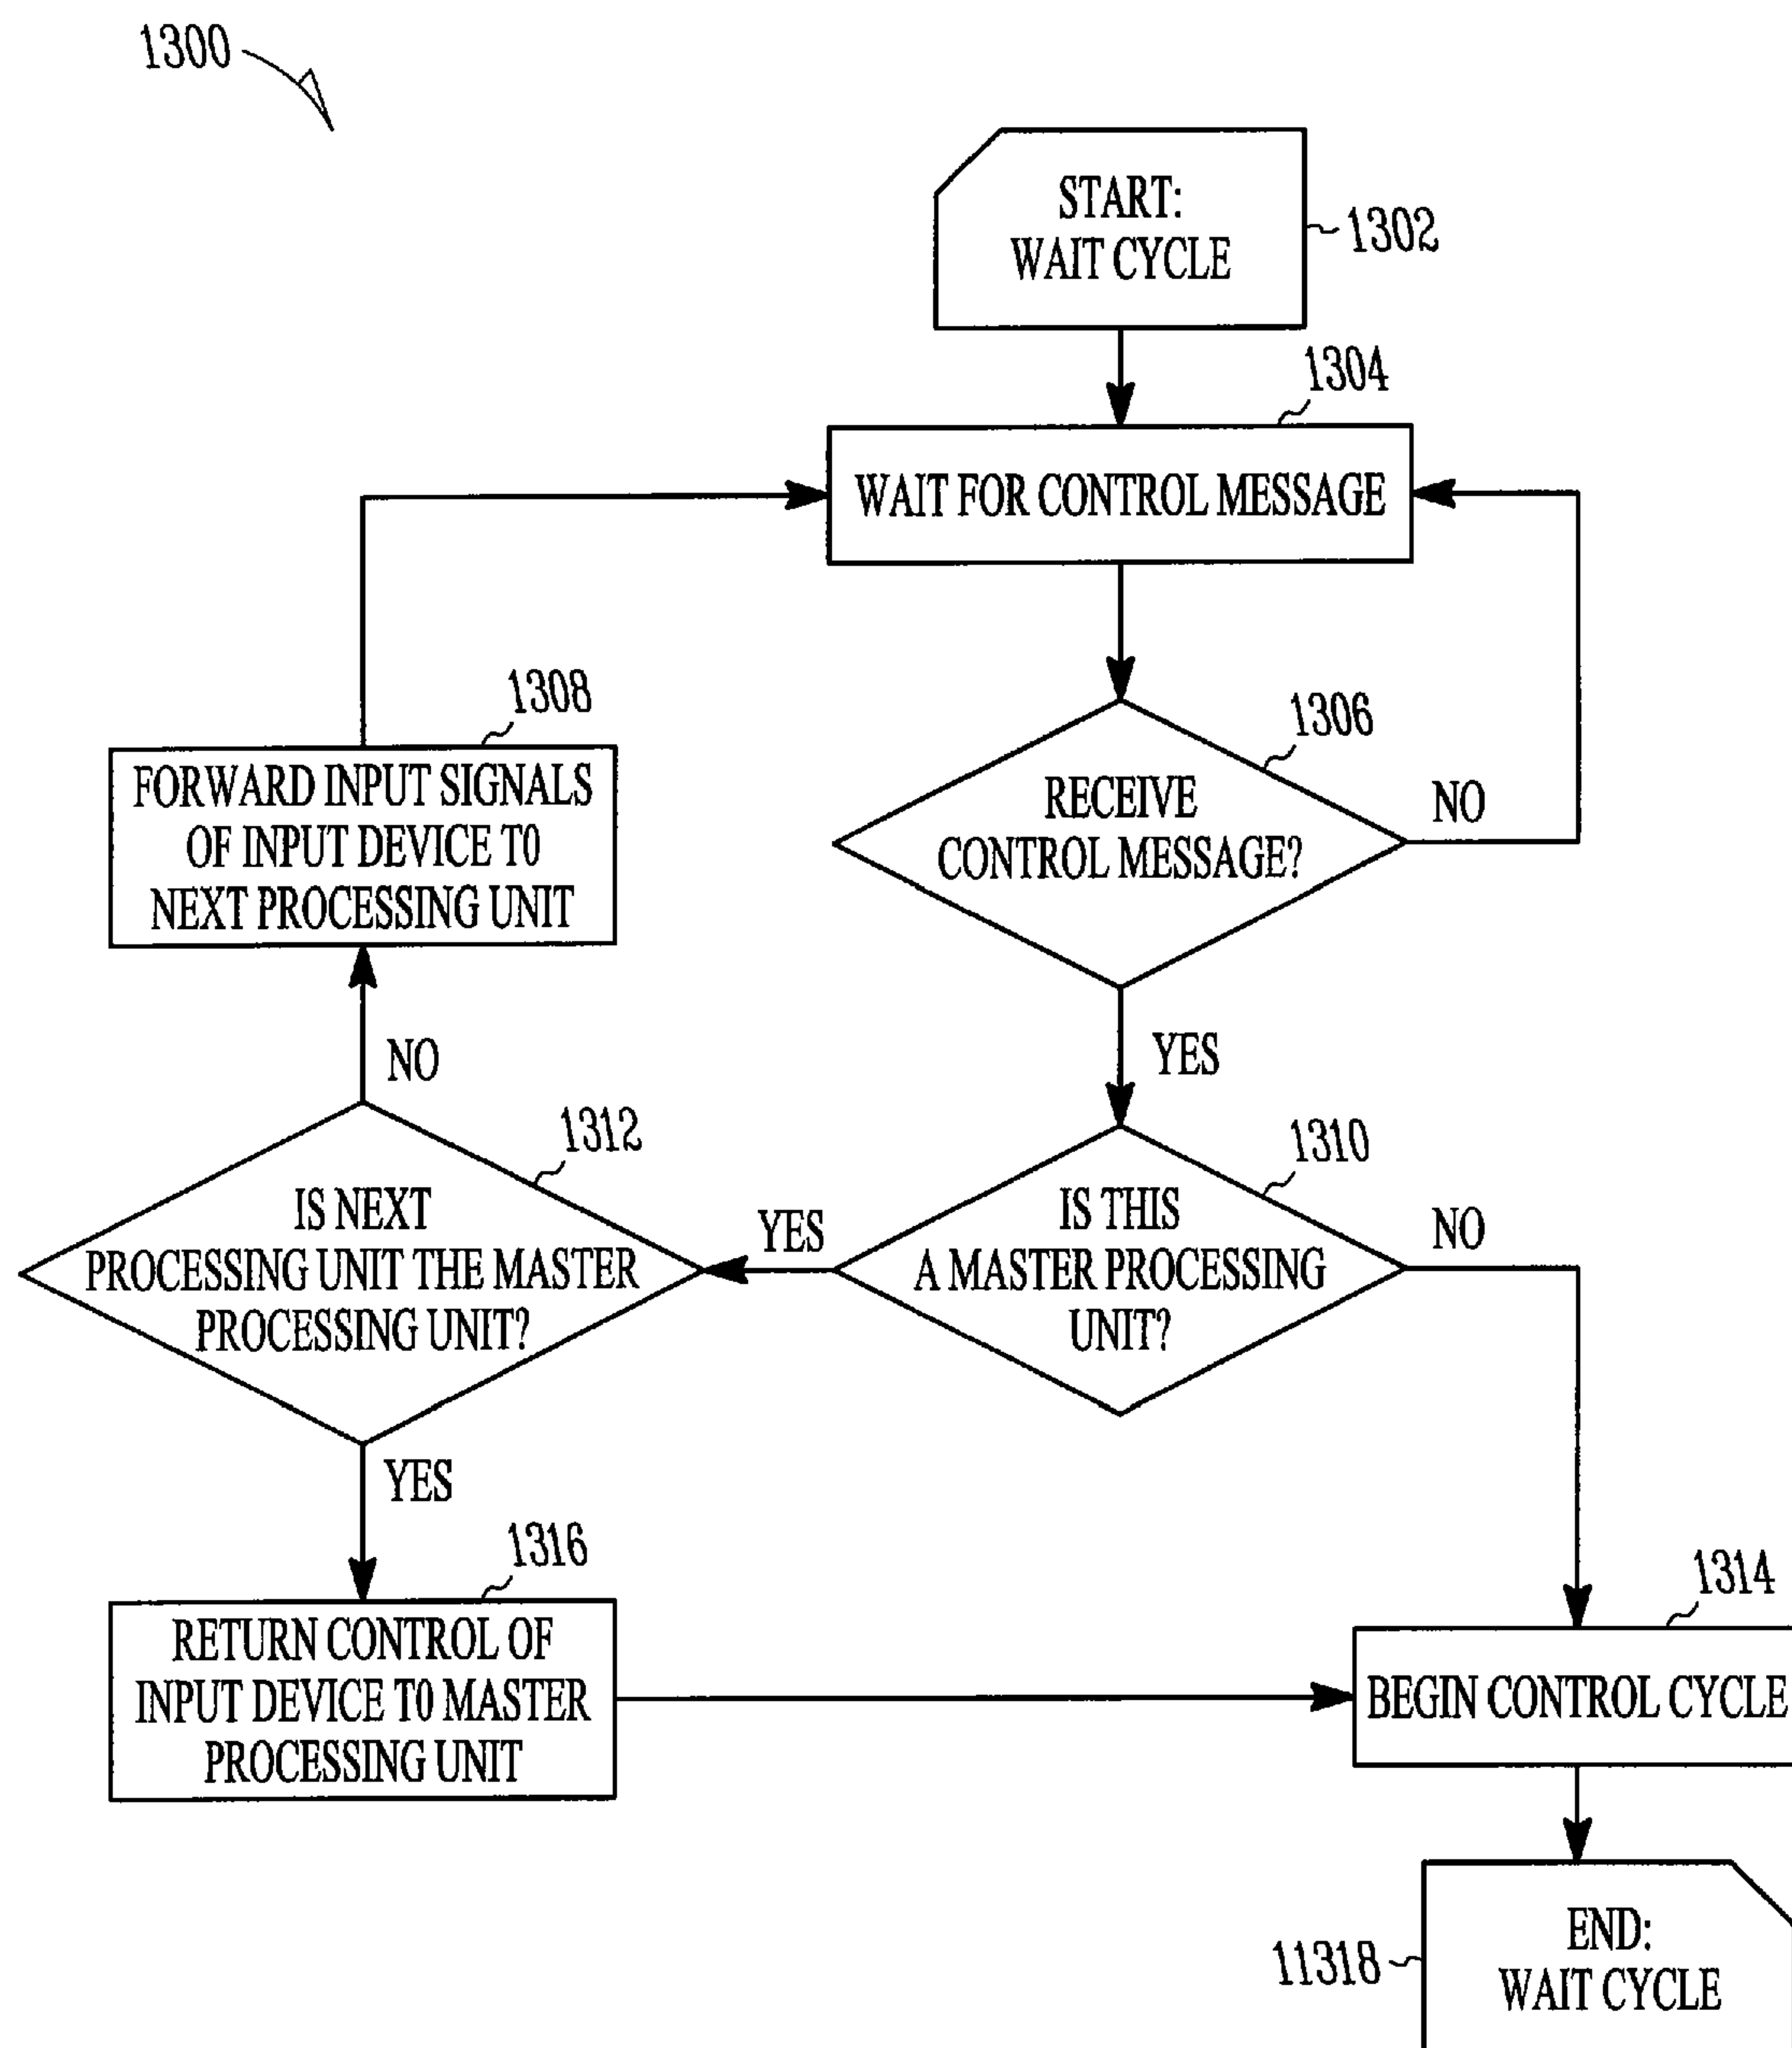 1300
START:
WAIT CYCLE
1302
1304
WAIT FOR CONTROL MESSAGE
1308
FORWARD INPUT SIGNALS
OF INPUT DEVICE TO
NEXT PROCESSING UNIT
1306
RECEIVE
CONTROL MESSAGE?
NO
NO
YES
1312
IS NEXT
PROCESSING UNIT THE MASTER
PROCESSING UNIT?
YES
1310
IS THIS
A MASTER PROCESSING
UNIT?
NO
YES
1316
RETURN CONTROL OF
INPUT DEVICE TO MASTER
PROCESSING UNIT
1314
BEGIN CONTROL CYCLE
11318
END:
WAIT CYCLE